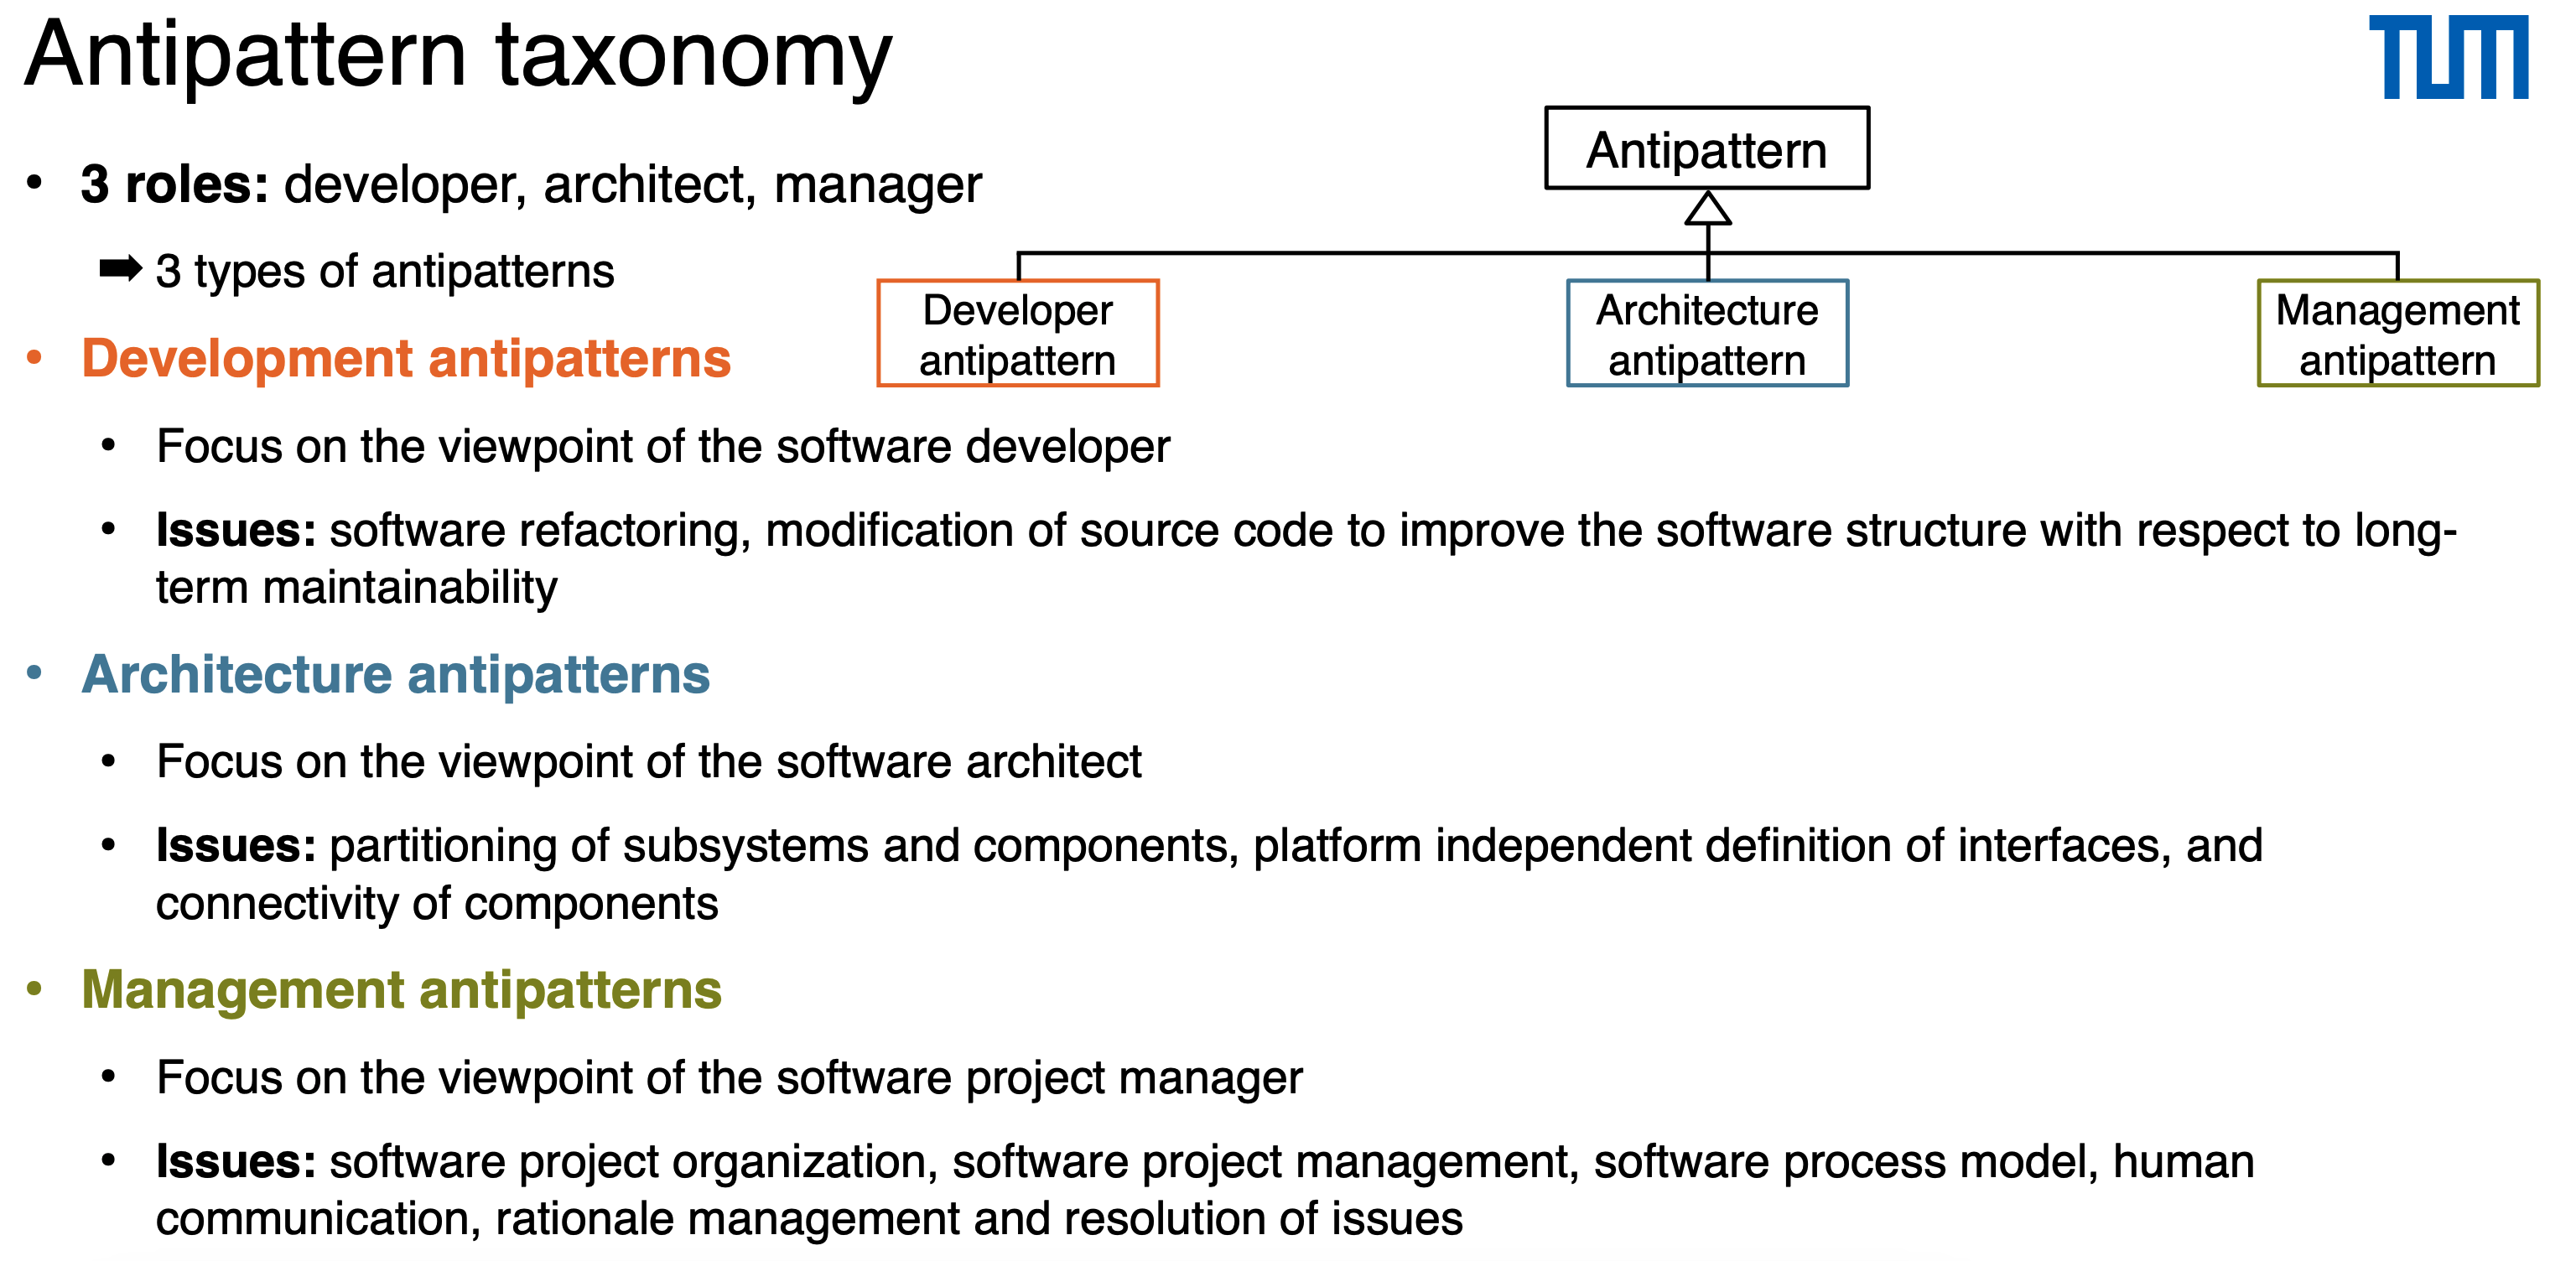 Antipattern taxonomy
TUM
• 3 roles: developer, architect, manager
➡ 3 types of antipatterns
Antipattern
Developer
antipattern
Architecture
antipattern
Management
antipattern
• Development antipatterns
• Focus on the viewpoint of the software developer
• Issues: software refactoring, modification of source code to improve the software structure with respect to long-
term maintainability
• Architecture antipatterns
• Focus on the viewpoint of the software architect
• Issues: partitioning of subsystems and components, platform independent definition of interfaces, and
connectivity of components
• Management antipatterns
• Focus on the viewpoint of the software project manager
• Issues: software project organization, software project management, software process model, human
communication, rationale management and resolution of issues